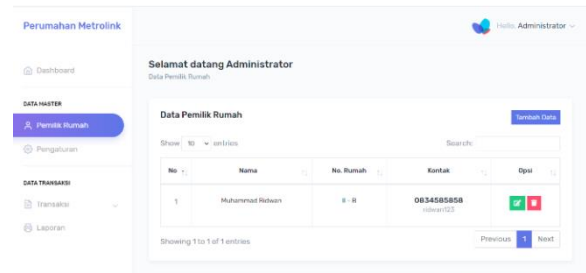 Perumahan Metrolink
Hello, Administrator
Dashboard
DATA MASTER
Pemilik Rumah
Pengaturan
DATA TRANSAKSI
Transaksi
Laporan
Selamat datang Administrator
Data Pemilik Rumah
Data Pemilik Rumah
Tambah Data
Show 10 entries
Search:
No Nama No. Rumah Kontak Opsi
1 Muhammad Ridwan 0834585858
ridwan123
Showing 1 to 1 of 1 entries
Previous 1 Next